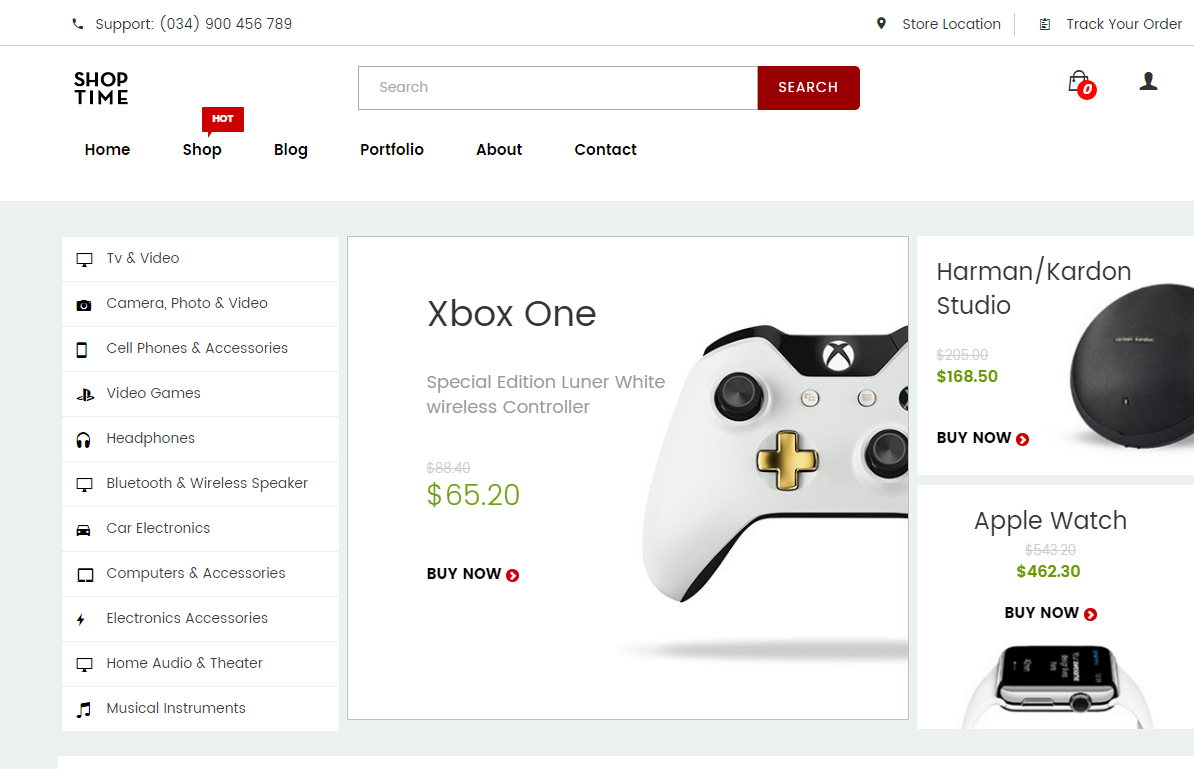 Support: (034) 900 456 789
Store Location
Track Your Order
SHOP
TIME
Search
SEARCH
0
HOT
Home
Shop
Blog
Portfolio
About
Contact
Tv & Video
Camera, Photo & Video
Cell Phones & Accessories
Video Games
Headphones
Bluetooth & Wireless Speaker
Car Electronics
Computers & Accessories
Electronics Accessories
Home Audio & Theater
Musical Instruments
Xbox One
Special Edition Luner White
wireless Controller
$88.40
$65.20
BUY NOW
Harman/Kardon
Studio
$205.00
$168.50
BUY NOW
harman kardon
Apple Watch
$543.20
$462.30
BUY NOW